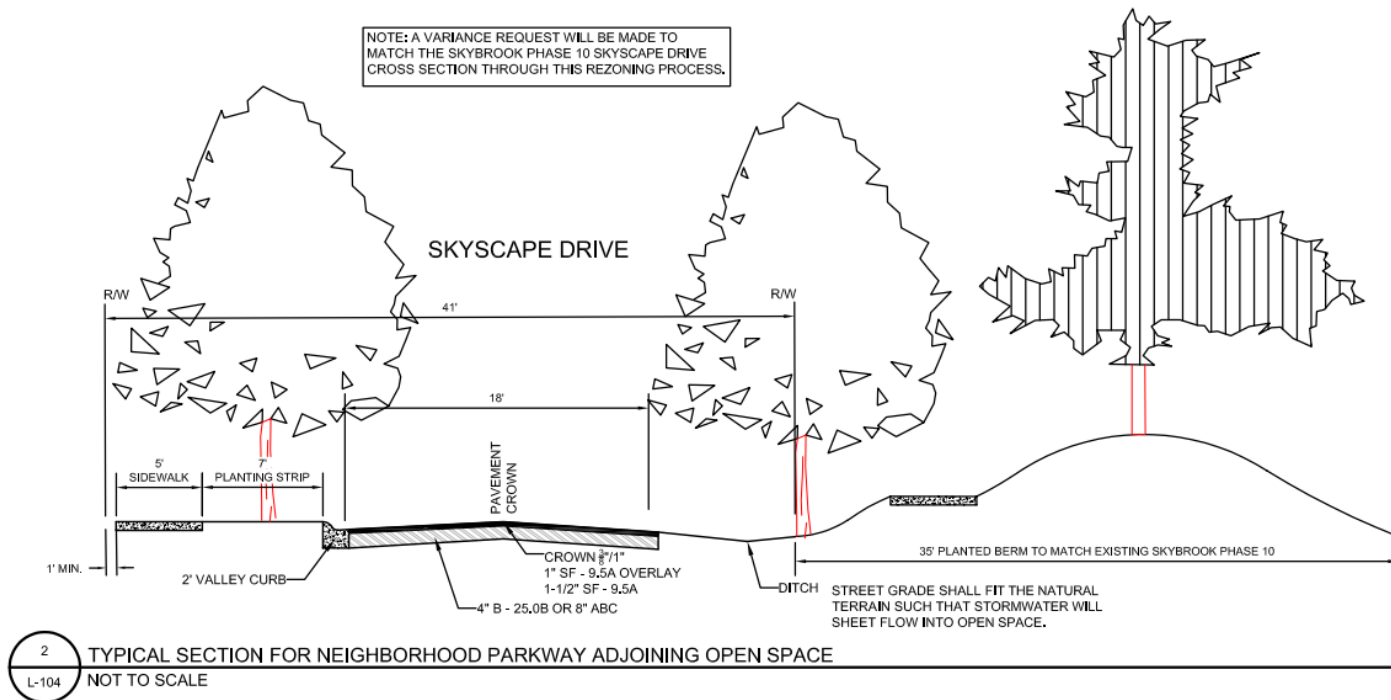 NOTE: A VARIANCE REQUEST WILL BE MADE TO
MATCH THE SKYBROOK PHASE 10 SKYSCAPE DRIVE
CROSS SECTION THROUGH THIS REZONING PROCESS.
SKYSCAPE DRIVE
R/W
R/W
41'
18'
5'
SIDEWALK
7'
PLANTING STRIP
PAVEMENT
CROWN
1' MIN.
2' VALLEY CURB
CROWN 3/8"/1"
1" SF - 9.5A OVERLAY
1-1/2" SF - 9.5A
4" B - 25.0B OR 8" ABC
DITCH
35' PLANTED BERM TO MATCH EXISTING SKYBROOK PHASE 10
STREET GRADE SHALL FIT THE NATURAL
TERRAIN SUCH THAT STORMWATER WILL
SHEET FLOW INTO OPEN SPACE.
2
L-104
TYPICAL SECTION FOR NEIGHBORHOOD PARKWAY ADJOINING OPEN SPACE
NOT TO SCALE